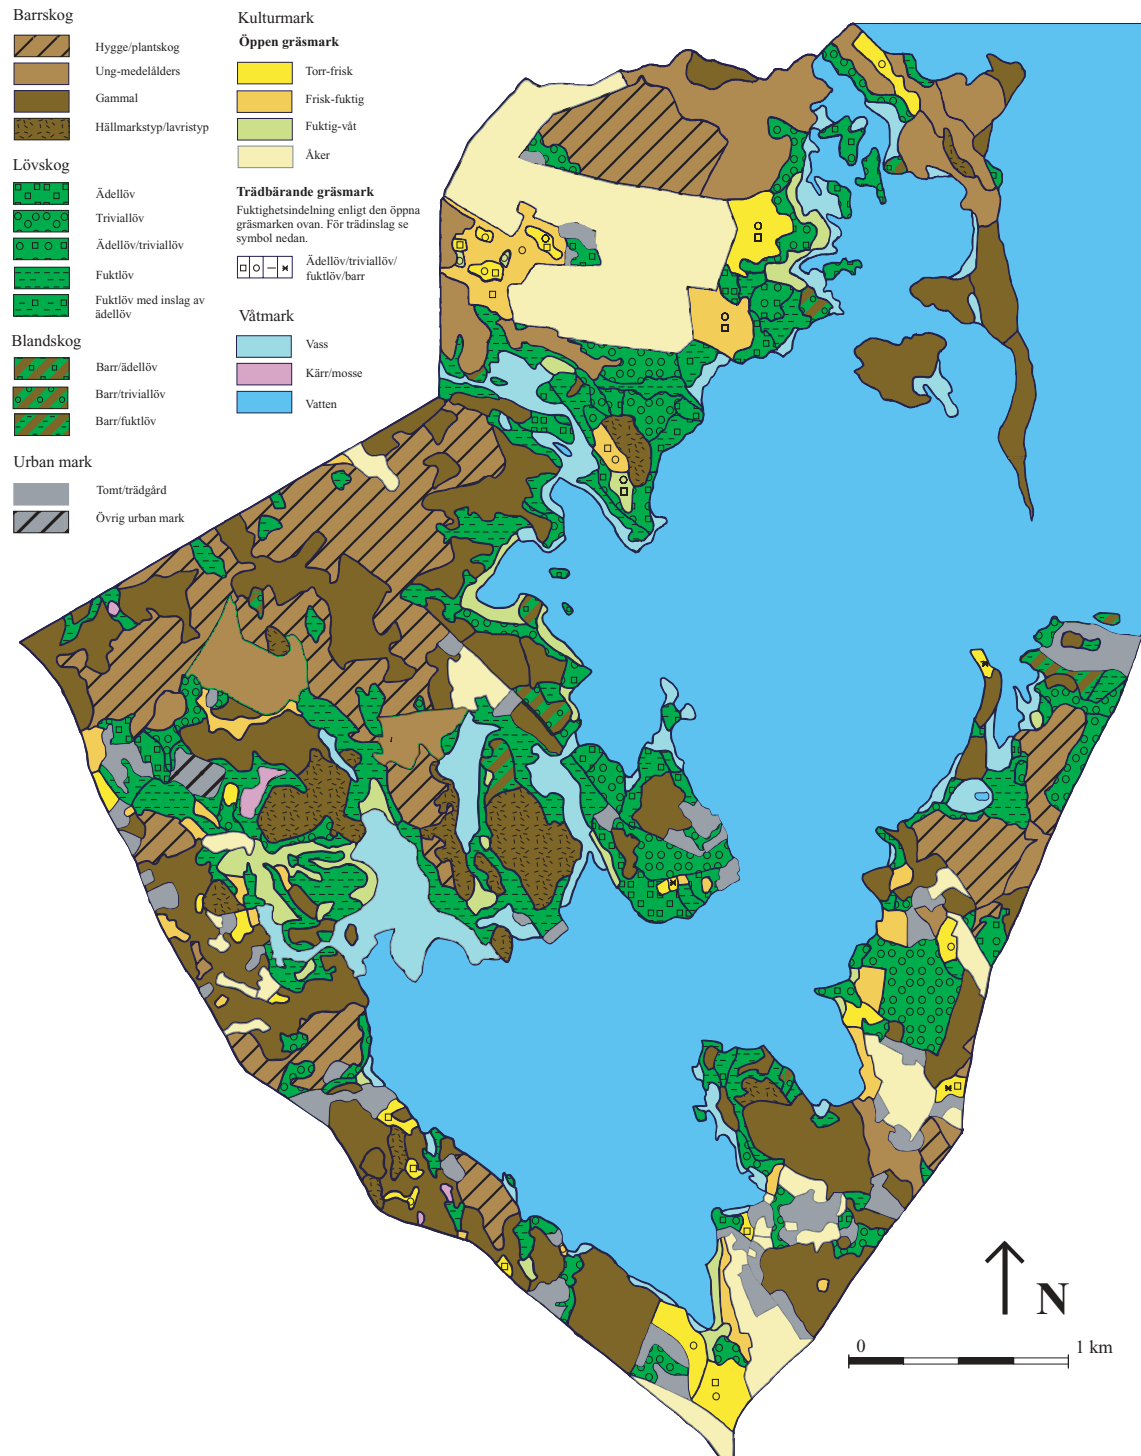 Barrskog
Hygge/plantskog
Ung-medelålders
Gammal
Hällmarkstyp/lavristyp
Lövskog
Ädellöv
Triviallöv
Ädellöv/triviallöv
Fuktlöv
Fuktlöv med inslag av
ädellöv
Blandskog
Barr/ädellöv
Barr/triviallöv
Barr/fuktlöv
Urban mark
Tomt/trädgård
Övrig urban mark
Kulturmark
Öppen gräsmark
Torr-frisk
Frisk-fuktig
Fuktig-våt
Åker
Trädbärande gräsmark
Fuktighetsindelning enligt den öppna
gräsmarken ovan. För trädinslag se
symbol nedan.
Ädellöv/triviallöv/
fuktlöv/barr
Våtmark
Vass
Kärr/mosse
Vatten
N
0 1 km